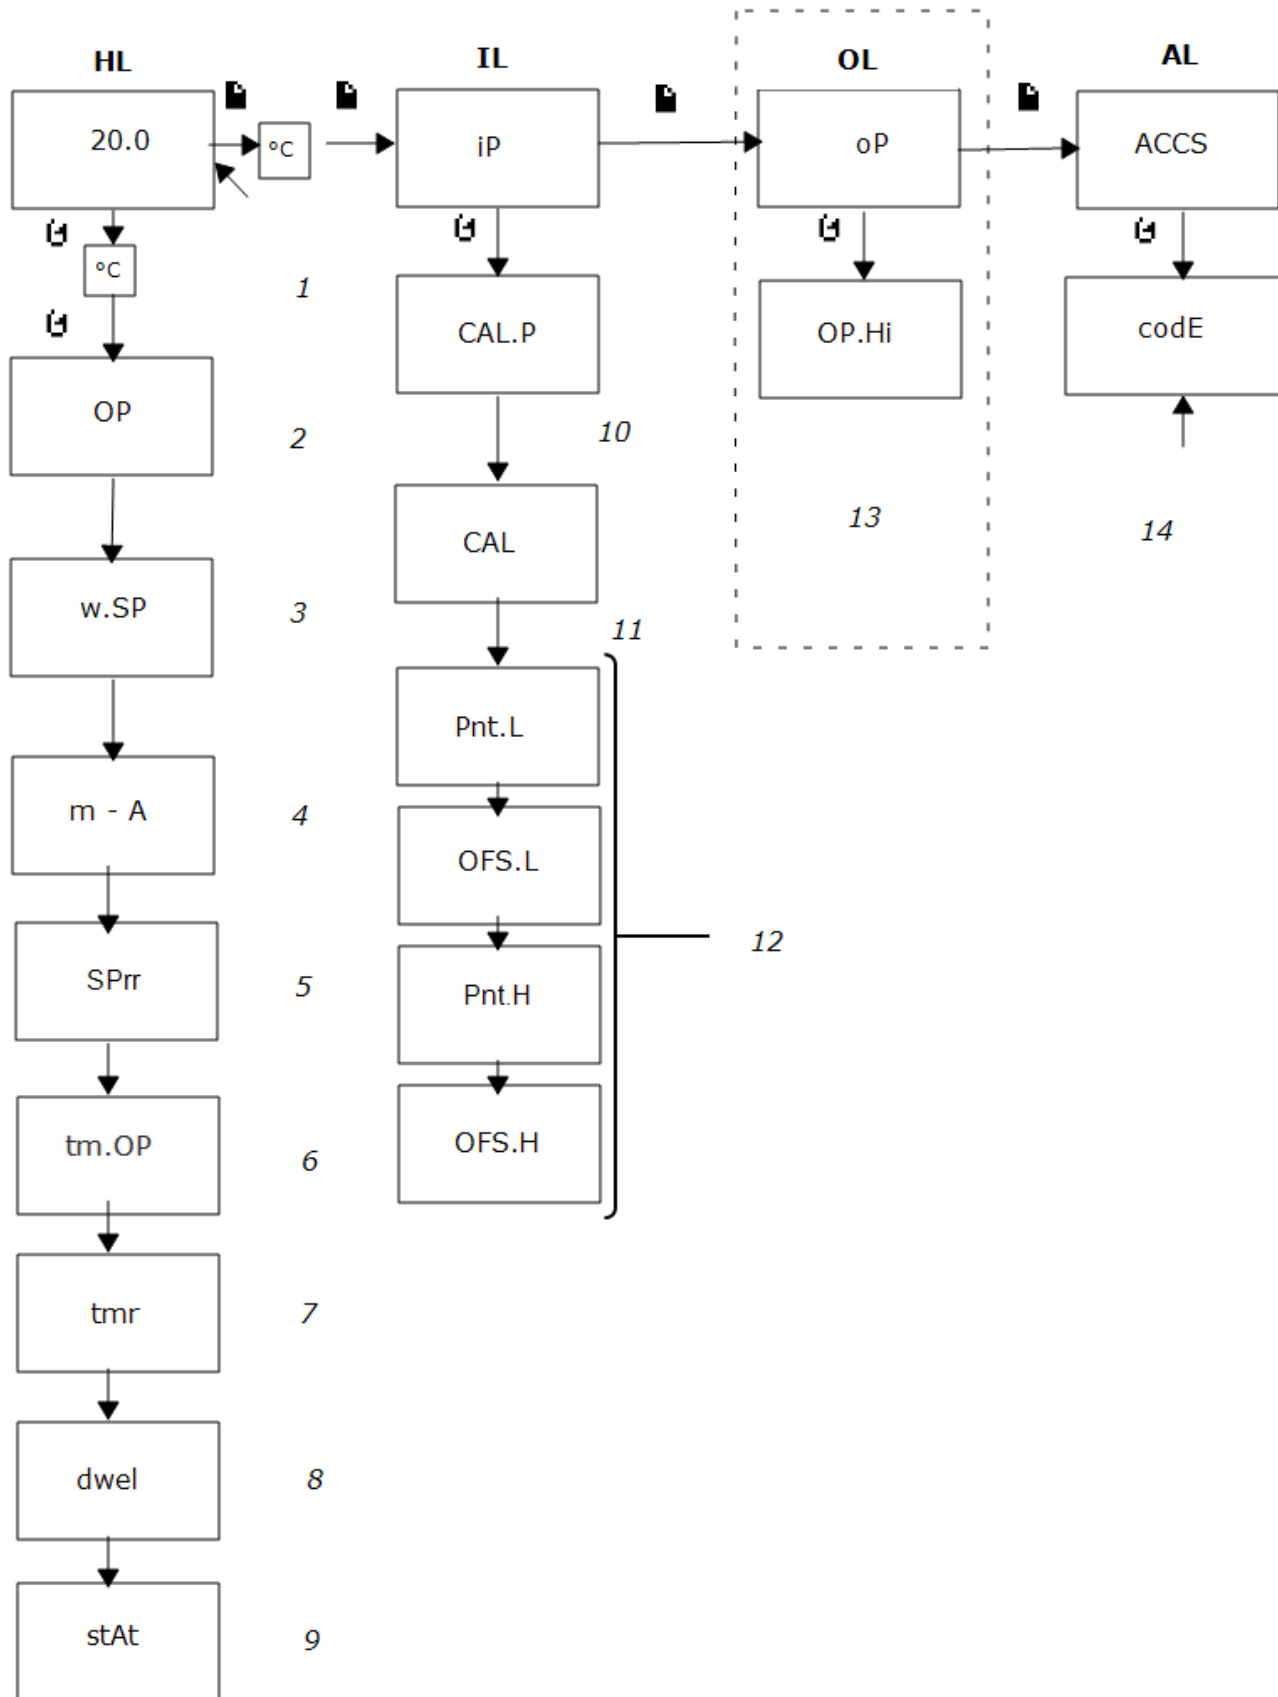 HL
IL
OL
AL
20.0
°C
iP
oP
ACCS
°C
1
CAL.P
OP.Hi
codE
OP
2
10
CAL
13
14
w.SP
3
11
Pnt.L
m - A
4
OFS.L
12
SPrr
5
Pnt.H
tm.OP
6
OFS.H
tmr
7
dwel
8
stAt
9